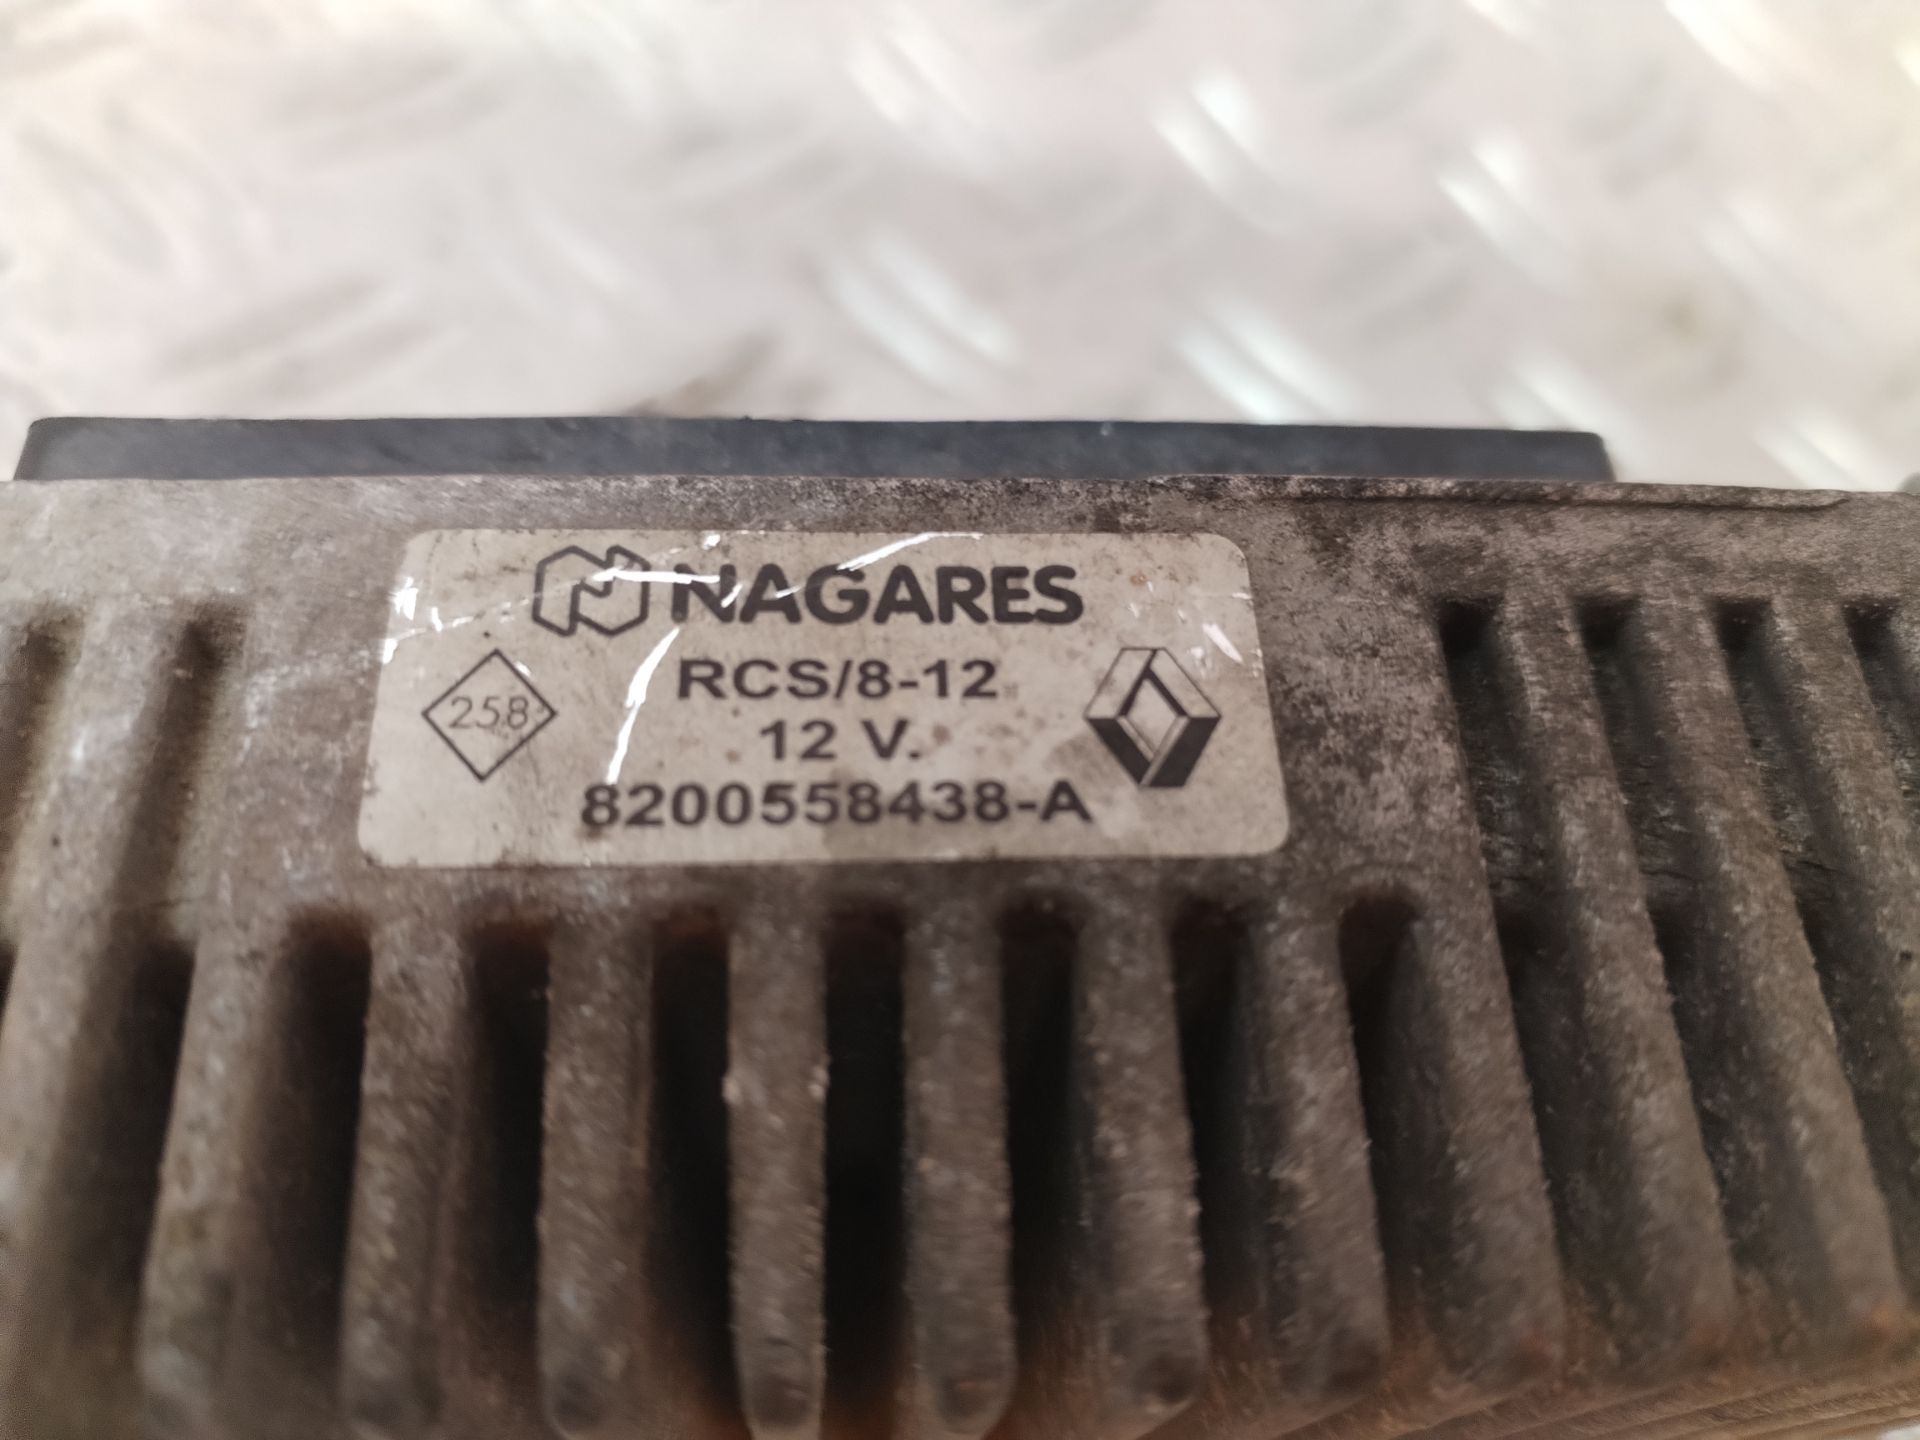 NAGARES
RCS/8-12
258
12 V.
8200558438-A